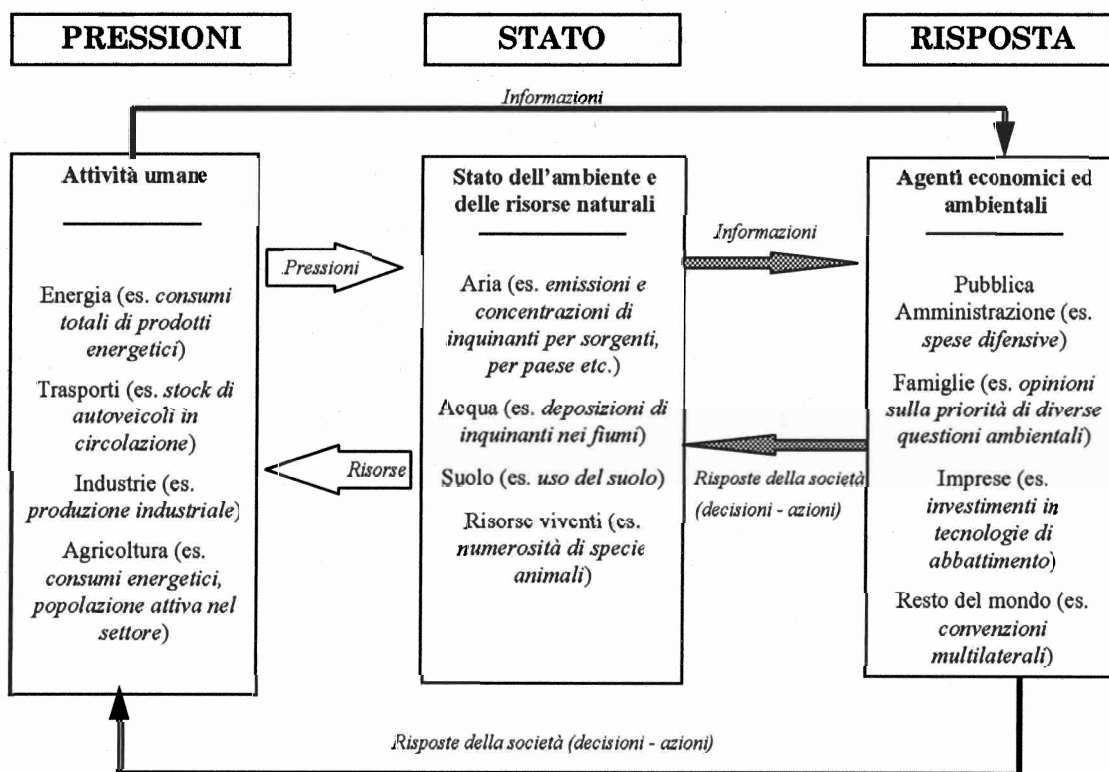 PRESSIONI
STATO
RISPOSTA
Informazioni
Attività umane
Energia (es. consumi
totali di prodotti
energetici)
Trasporti (es. stock di
autoveicoli in
circolazione)
Industrie (es.
produzione industriale)
Agricoltura (es.
consumi energetici,
popolazione attiva nel
settore)
Pressioni
Risorse
Stato dell'ambiente e
delle risorse naturali
Aria (es. emissioni e
concentrazioni di
inquinanti per sorgenti,
per paese etc.)
Acqua (es. deposizioni di
inquinanti nei fiumi)
Suolo (es. uso del suolo)
Risorse viventi (es.
numerosità di specie
animali)
Informazioni
Risposte della società
(decisioni - azioni)
Agenti economici ed
ambientali
Pubblica
Amministrazione (es.
spese difensive)
Famiglie (es. opinioni
sulla priorità di diverse
questioni ambientali)
Imprese (es.
investimenti in
tecnologie di
abbattimento)
Resto del mondo (es.
convenzioni
multilaterali)
Risposte della società (decisioni - azioni)